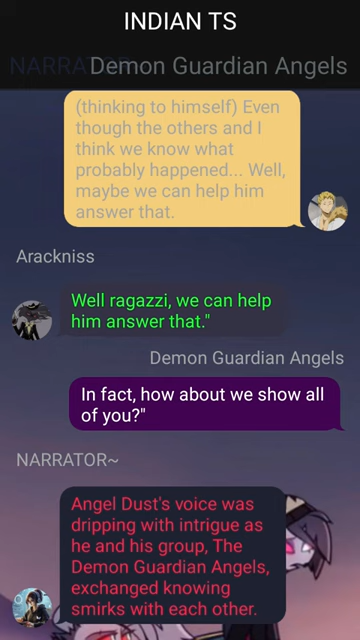 INDIAN TS
NARRATOR
Demon Guardian Angels
(thinking to himself) Even
though the others and I
think we know what
probably happened... Well,
maybe we can help him
answer that.
Arackniss
Well ragazzi, we can help
him answer that."
Demon Guardian Angels
In fact, how about we show all
of you?"
NARRATOR~
Angel Dust's voice was
dripping with intrigue as
he and his group, The
Demon Guardian Angels,
exchanged knowing
smirks with each other.